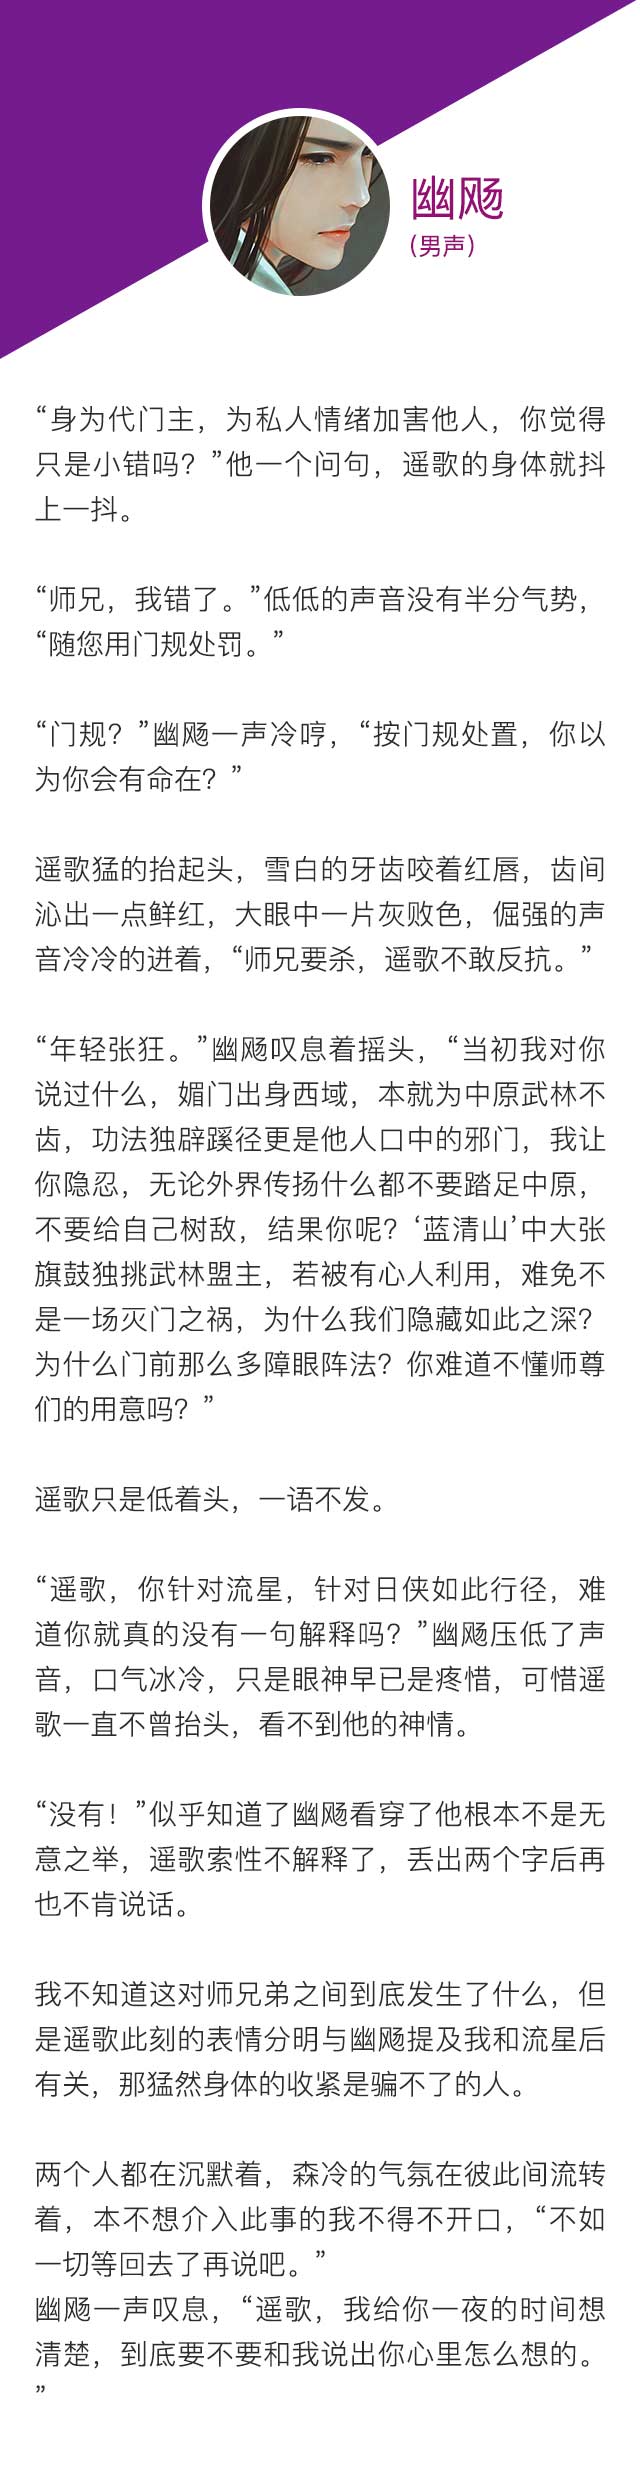 幽飏
(男声)
“身为代门主，为私人情绪加害他人，你觉得
只是小错吗？”他一个问句，遥歌的身体就抖
上一抖。
“师兄，我错了。”低低的声音没有半分气势，
“随您用门规处罚。”
“门规？”幽飏一声冷哼，“按门规处置，你以
为你会有命在？”
遥歌猛的抬起头，雪白的牙齿咬着红唇，齿间
沁出一点鲜红，大眼中一片灰败色，倔强的声
音冷冷的迸着，“师兄要杀，遥歌不敢反抗。”
“年轻张狂。”幽飏叹息着摇头，“当初我对你
说过什么，媚门出身西域，本就为中原武林不
齿，功法独辟蹊径更是他人口中的邪门，我让
你隐忍，无论外界传扬什么都不要踏足中原，
不要给自己树敌，结果你呢？‘蓝清山’中大张
旗鼓独挑武林盟主，若被有心人利用，难免不
是一场灭门之祸，为什么我们隐藏如此之深？
为什么门前那么多障眼阵法？你难道不懂师尊
们的用意吗？”
遥歌只是低着头，一语不发。
“遥歌，你针对流星，针对日侠如此行径，难
道你就真的没有一句解释吗？”幽飏压低了声
音，口气冰冷，只是眼神早已是疼惜，可惜遥
歌一直不曾抬头，看不到他的神情。
“没有！”似乎知道了幽飏看穿了他根本不是无
意之举，遥歌索性不解释了，丢出两个字后再
也不肯说话。
我不知道这对师兄弟之间到底发生了什么，但
是遥歌此刻的表情分明与幽飏提及我和流星后
有关，那猛然身体的收紧是骗不了的人。
两个人都在沉默着，森冷的气氛在彼此间流转
着，本不想介入此事的我不得不开口，“不如
一切等回去了再说吧。”
幽飏一声叹息，“遥歌，我给你一夜的时间想
清楚，到底要不要和我说出你心里怎么想的。
”